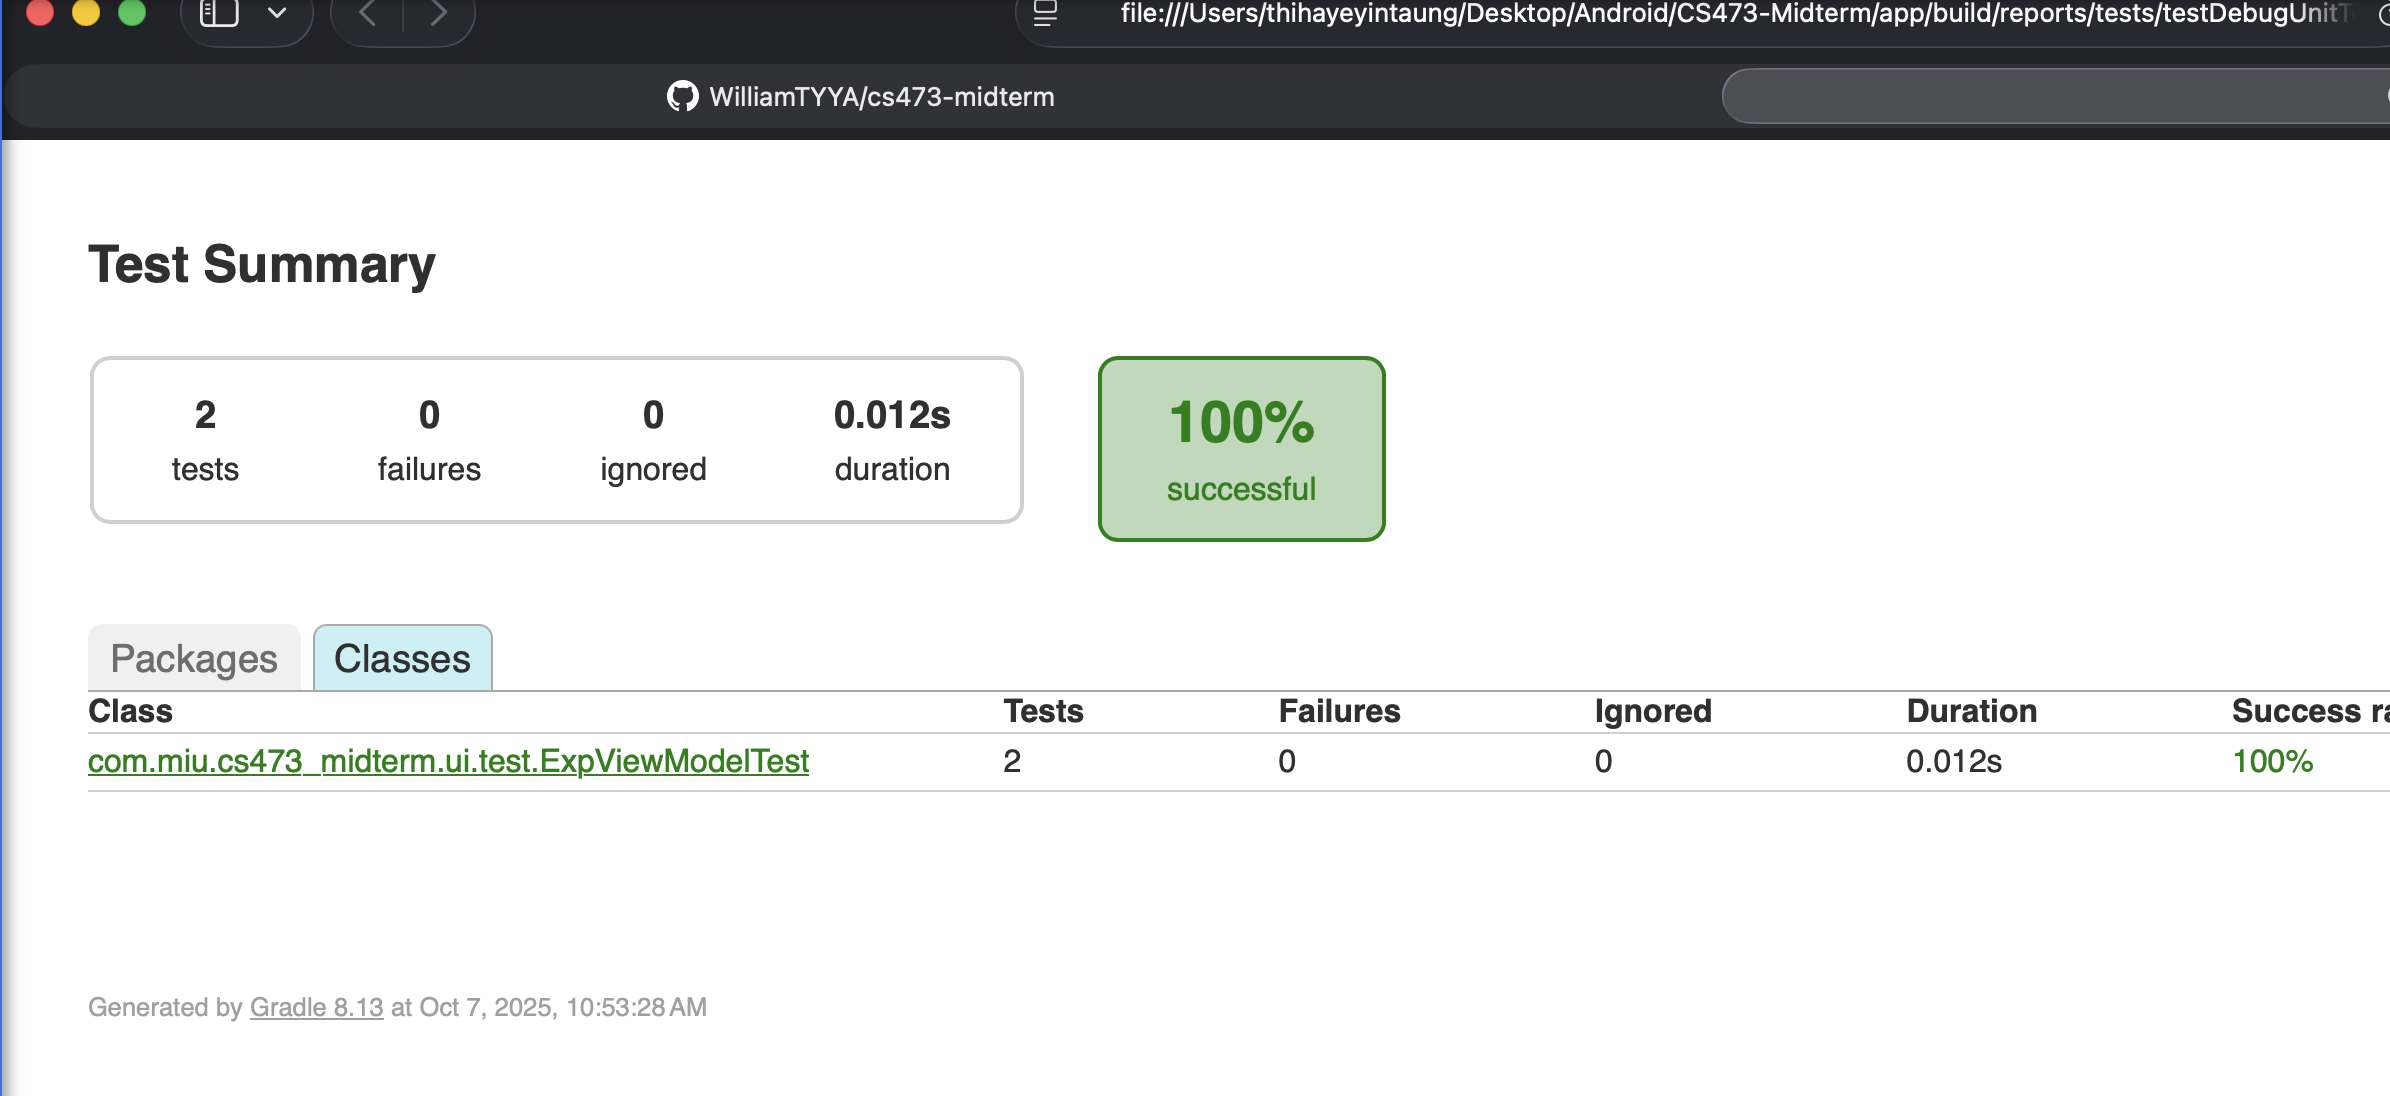 file:///Users/thihayeyintaung/Desktop/Android/CS473-Midterm/app/build/reports/tests/testDebugUnitT
WilliamTYYA/cs473-midterm
Test Summary
2 0 0 0.012s
tests failures ignored duration
100%
successful
Packages Classes
Class Tests Failures Ignored Duration Success ra
com.miu.cs473_midterm.ui.test.ExpViewModelTest 2 0 0 0.012s 100%
Generated by Gradle 8.13 at Oct 7, 2025, 10:53:28 AM